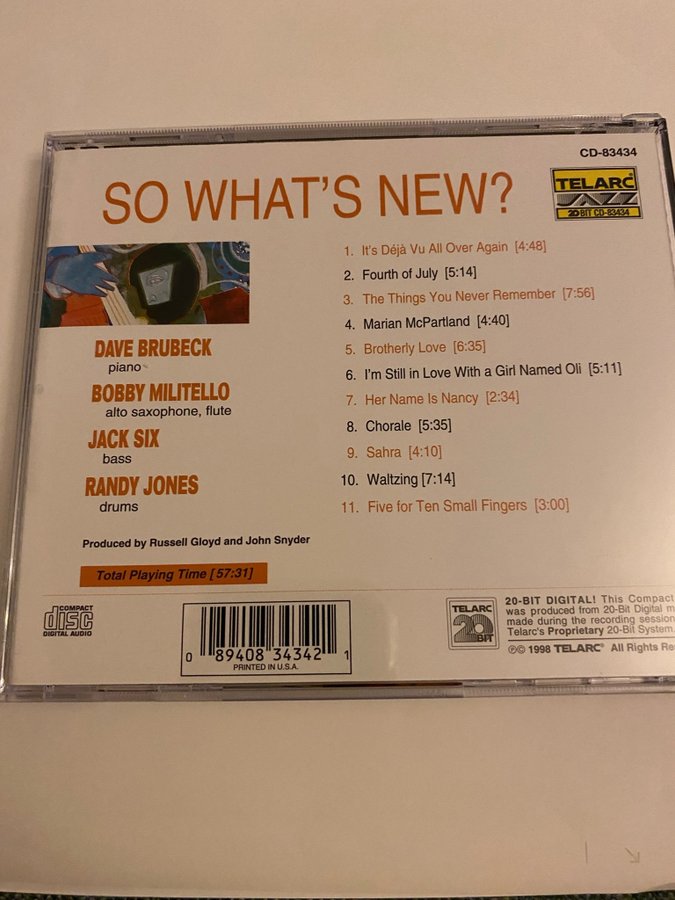 CD-83434
SO WHAT'S NEW?
TELARC
JAZZ
20 BIT CD-83434
DAVE BRUBECK
piano
BOBBY MILITELLO
alto saxophone, flute
JACK SIX
bass
RANDY JONES
drums
1. It's Déjà Vu All Over Again [4:48]
2. Fourth of July [5:14]
3. The Things You Never Remember [7:56]
4. Marian McPartland [4:40]
5. Brotherly Love [6:35]
6. I'm Still in Love With a Girl Named Oli [5:11]
7. Her Name Is Nancy [2:34]
8. Chorale [5:35]
9. Sahra [4:10]
10. Waltzing [7:14]
11. Five for Ten Small Fingers [3:00]
Produced by Russell Gloyd and John Snyder
Total Playing Time [57:31]
COMPACT
disc
DIGITAL AUDIO
0 89408 34342 1
PRINTED IN U.S.A.
TELARC
20
BIT
20-BIT DIGITAL! This Compact
was produced from 20-Bit Digital m
made during the recording session
Telarc's Proprietary 20-Bit System.
℗© 1998 TELARC® All Rights Re